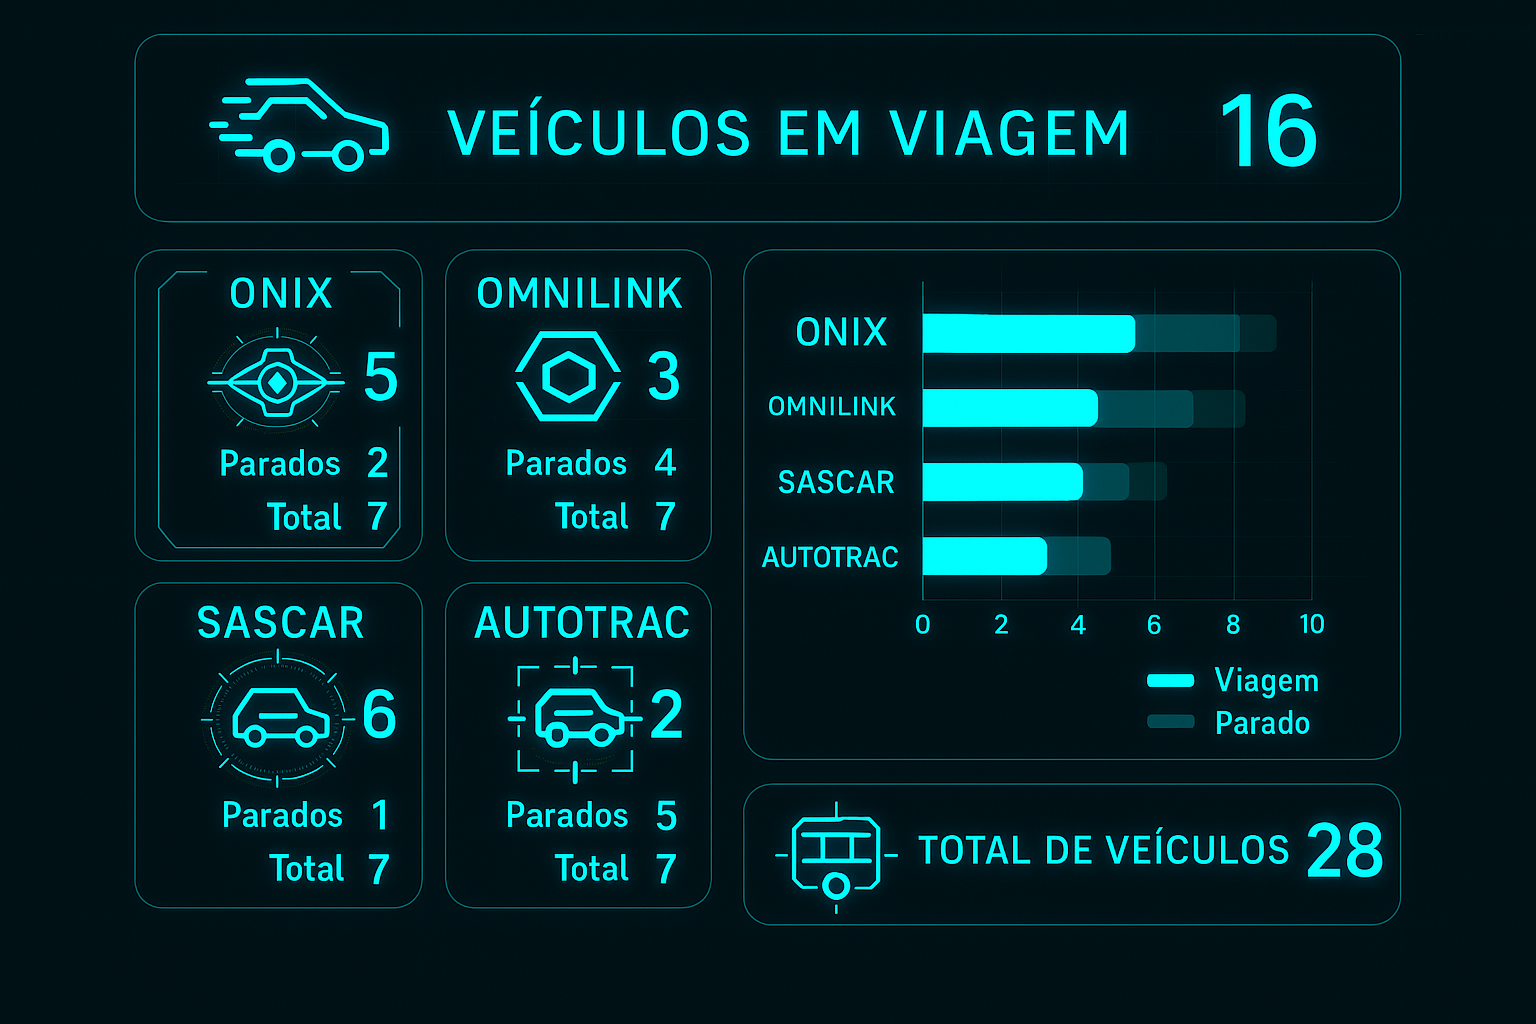 VEÍCULOS EM VIAGEM 16
ONIX
5
Parados 2
Total 7
OMNILINK
3
Parados 4
Total 7
SASCAR
6
Parados 1
Total 7
AUTOTRAC
2
Parados 5
Total 7
ONIX
OMNILINK
SASCAR
AUTOTRAC
0 2 4 6 8 10
Viagem
Parado
TOTAL DE VEÍCULOS 28